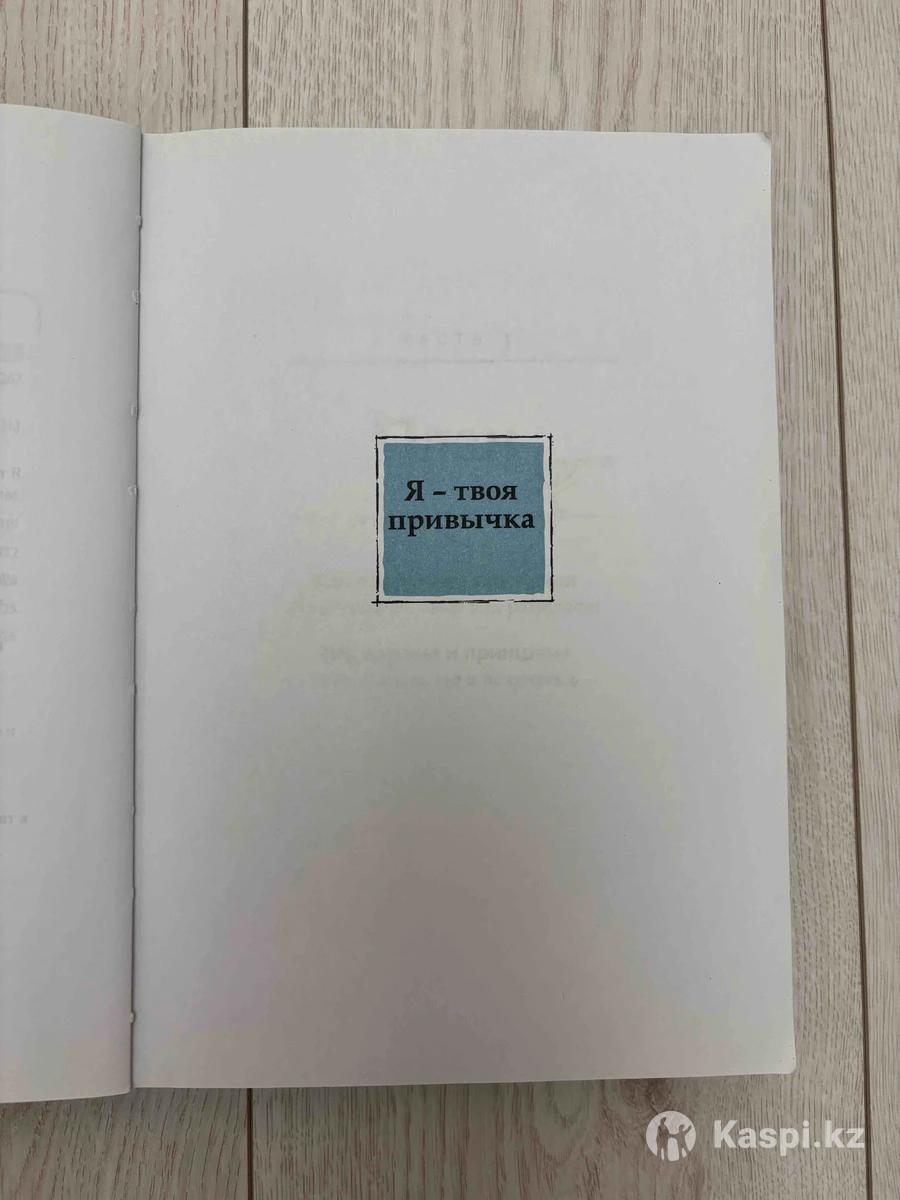 Я – твоя
привычка
Kaspi.kz